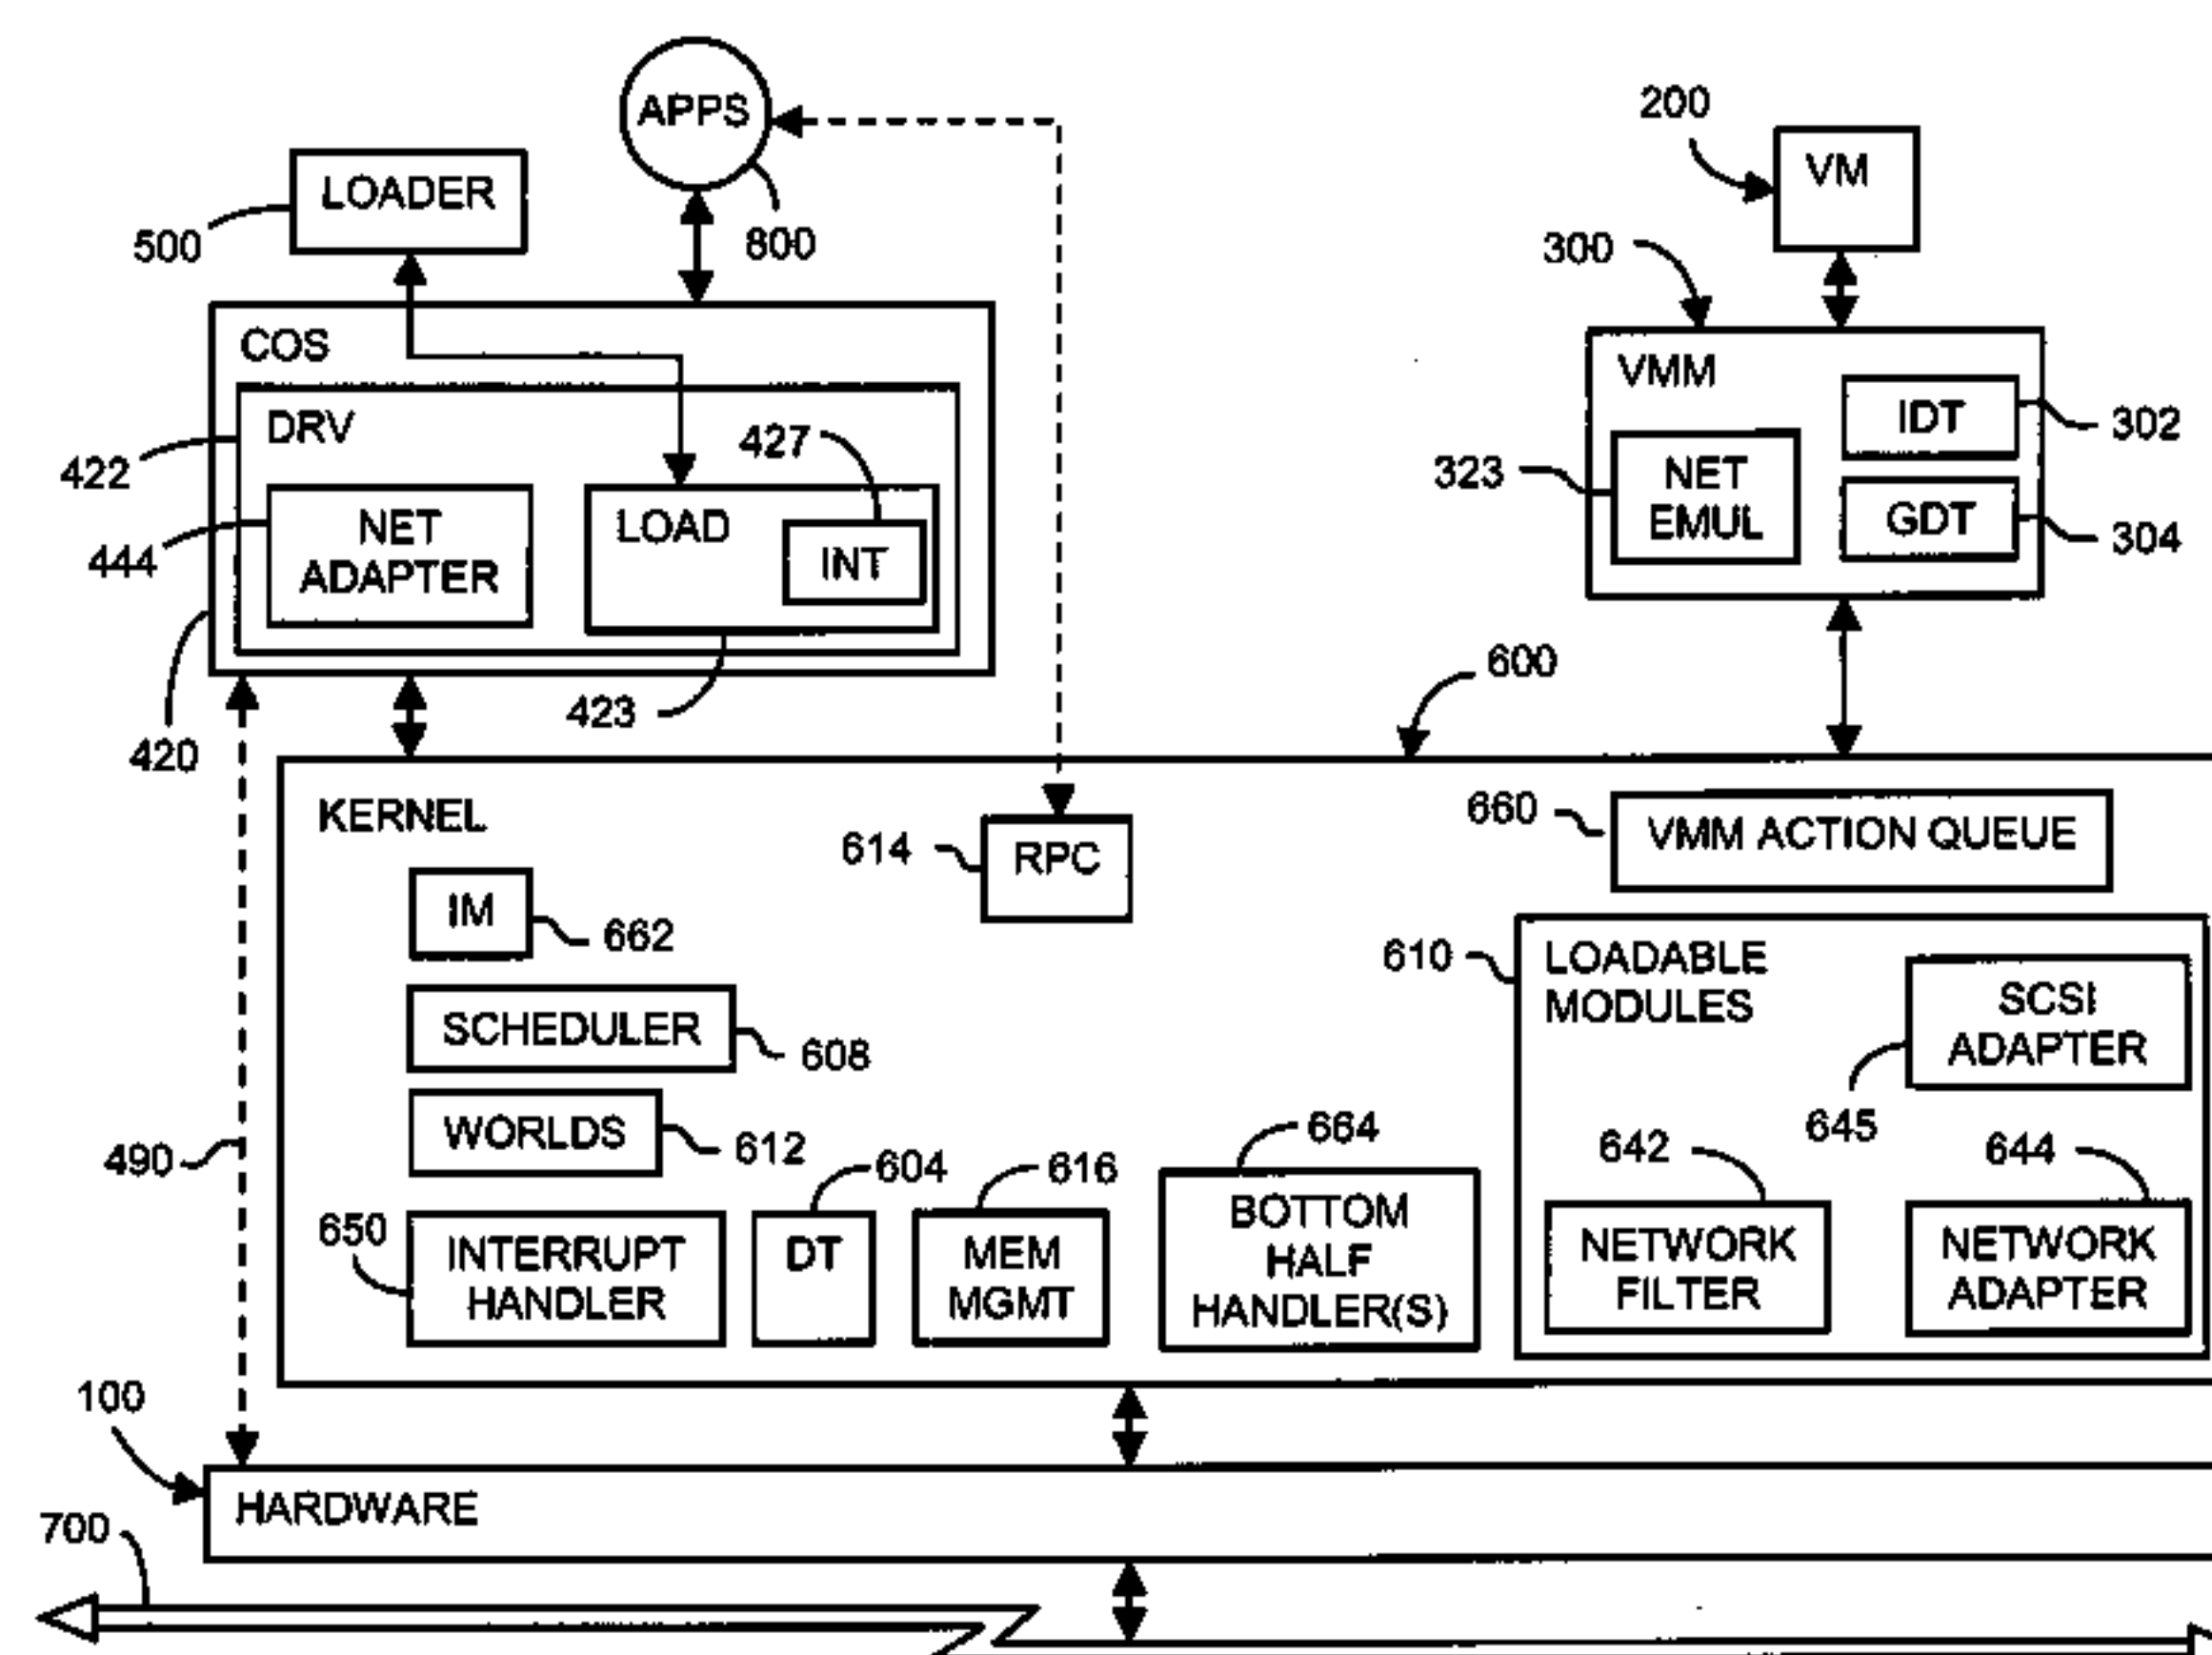 APPS
200
VM
LOADER
500
800
300
COS
VMM
DRV
427
IDT
302
422
323
NET
EMUL
444
NET
ADAPTER
LOAD
INT
GDT
304
600
423
420
KERNEL
614
RPC
660
VMM ACTION QUEUE
IM
662
610
LOADABLE
MODULES
SCSI
ADAPTER
SCHEDULER
608
WORLDS
612
664
645
490
604
616
642
644
650
INTERRUPT
HANDLER
DT
MEM
MGMT
BOTTOM
HALF
HANDLER(S)
NETWORK
FILTER
NETWORK
ADAPTER
100
HARDWARE
700